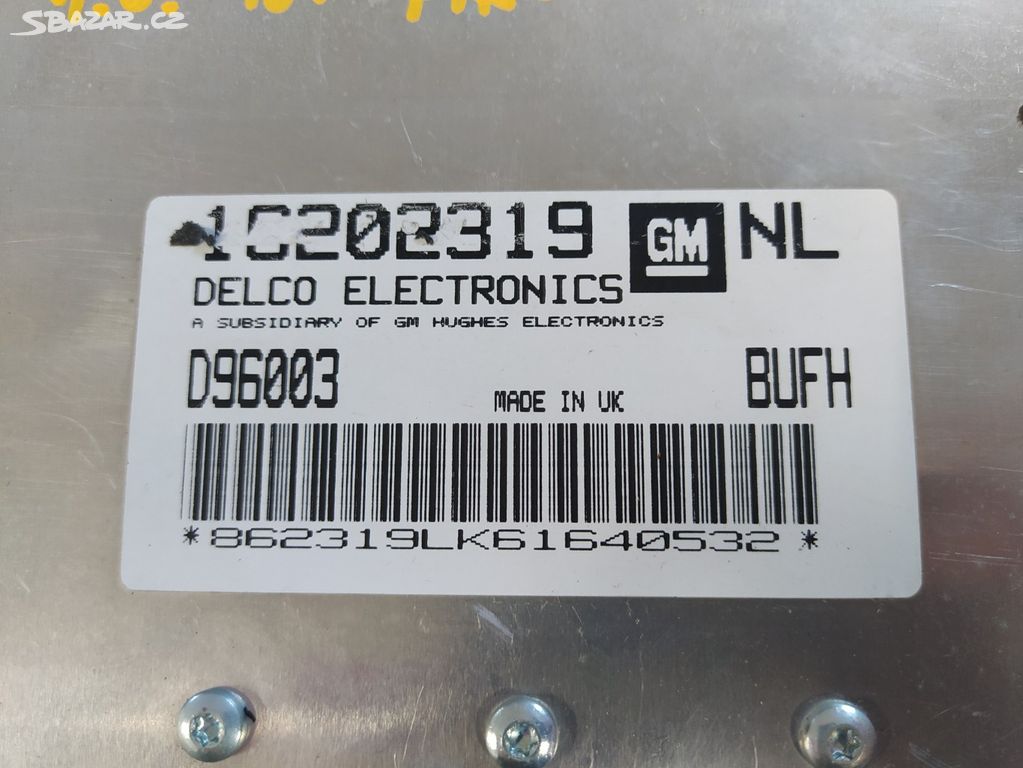 SBAZAR.CZ
16202319 GM NL
DELCO ELECTRONICS
A SUBSIDIARY OF GM HUGHES ELECTRONICS
D96003
MADE IN UK
BUFH
*862319LK61640532*